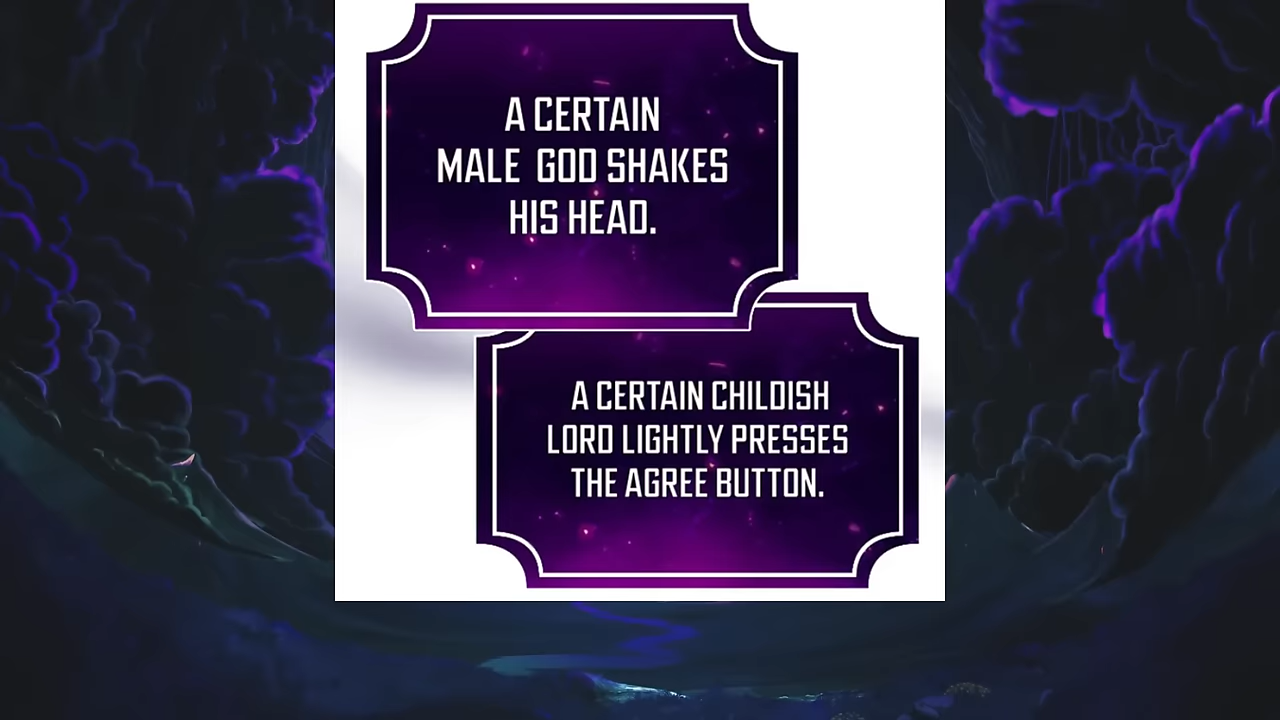 A CERTAIN
MALE GOD SHAKES
HIS HEAD.
A CERTAIN CHILDISH
LORD LIGHTLY PRESSES
THE AGREE BUTTON.